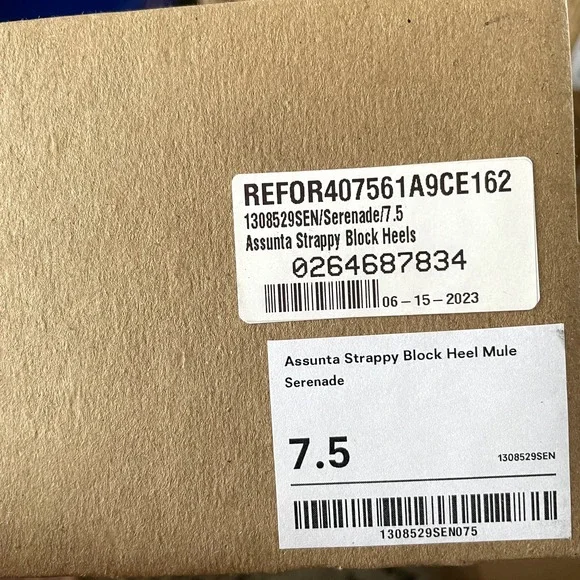 REFOR407561A9CE162
1308529SEN/Serenade/7.5
Assunta Strappy Block Heels
0264687834
06-15-2023
Assunta Strappy Block Heel Mule
Serenade
7.5
1308529SEN
1308529SEN075